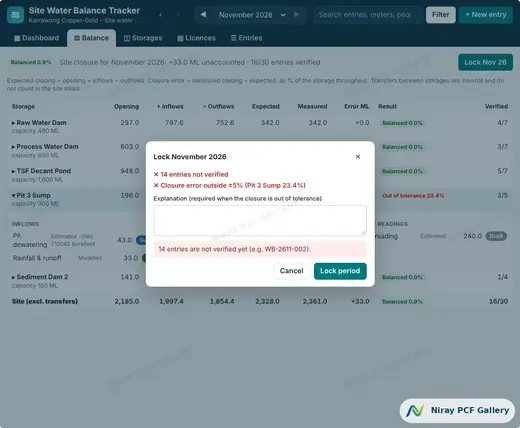 Site Water Balance Tracker
Karrawong Copper-Gold – Site water ...
November 2026
Search entries, meters, peo
Filter
+ New entry
Dashboard
Balance
Storages
Licences
Entries
Balanced 0.9% Site closure for November 2026: +33.0 ML unaccounted · 16/30 entries verified
Lock Nov 26
Expected closing = opening + inflows − outflows. Closure error = measured closing − expected, as % of the storage throughput. Transfers between storages are internal and do
not count in the site totals.
Storage Opening + Inflows − Outflows Expected Measured Error ML Result Verified
▸ Raw Water Dam 297.0 797.6 752.6 342.0 342.0 +0.0 Balanced 0.0% 4/7
capacity 480 ML
▸ Process Water Dam 603.0 3/7
capacity 850 ML
▸ TSF Decant Pond 948.0 5/7
capacity
▾ Pit 3 Sump 196.0 Out of tolerance 23.4% 3/5
capacity 300 ML
INFLOWS
READINGS
Pit
dewatering
Estimated
43.0
eading Estimated 240.0 Draft
Rainfall & runoff Modelled 33.0
▸ Sediment Dam 2 141.0 Balanced 0.0% 1/4
capacity 180 ML
Site (excl. transfers) 2,185.0 1,997.4 1,854.4 2,328.0 2,361.0 +33.0 Balanced 0.9% 16/30
Lock November 2026
×
✕ 14 entries not verified
✕ Closure error outside ±5% (Pit 3 Sump 23.4%)
Explanation (required when the closure is out of tolerance)
14 entries are not verified yet (e.g. WB-2611-002).
Cancel
Lock period
Niray PCF Gallery